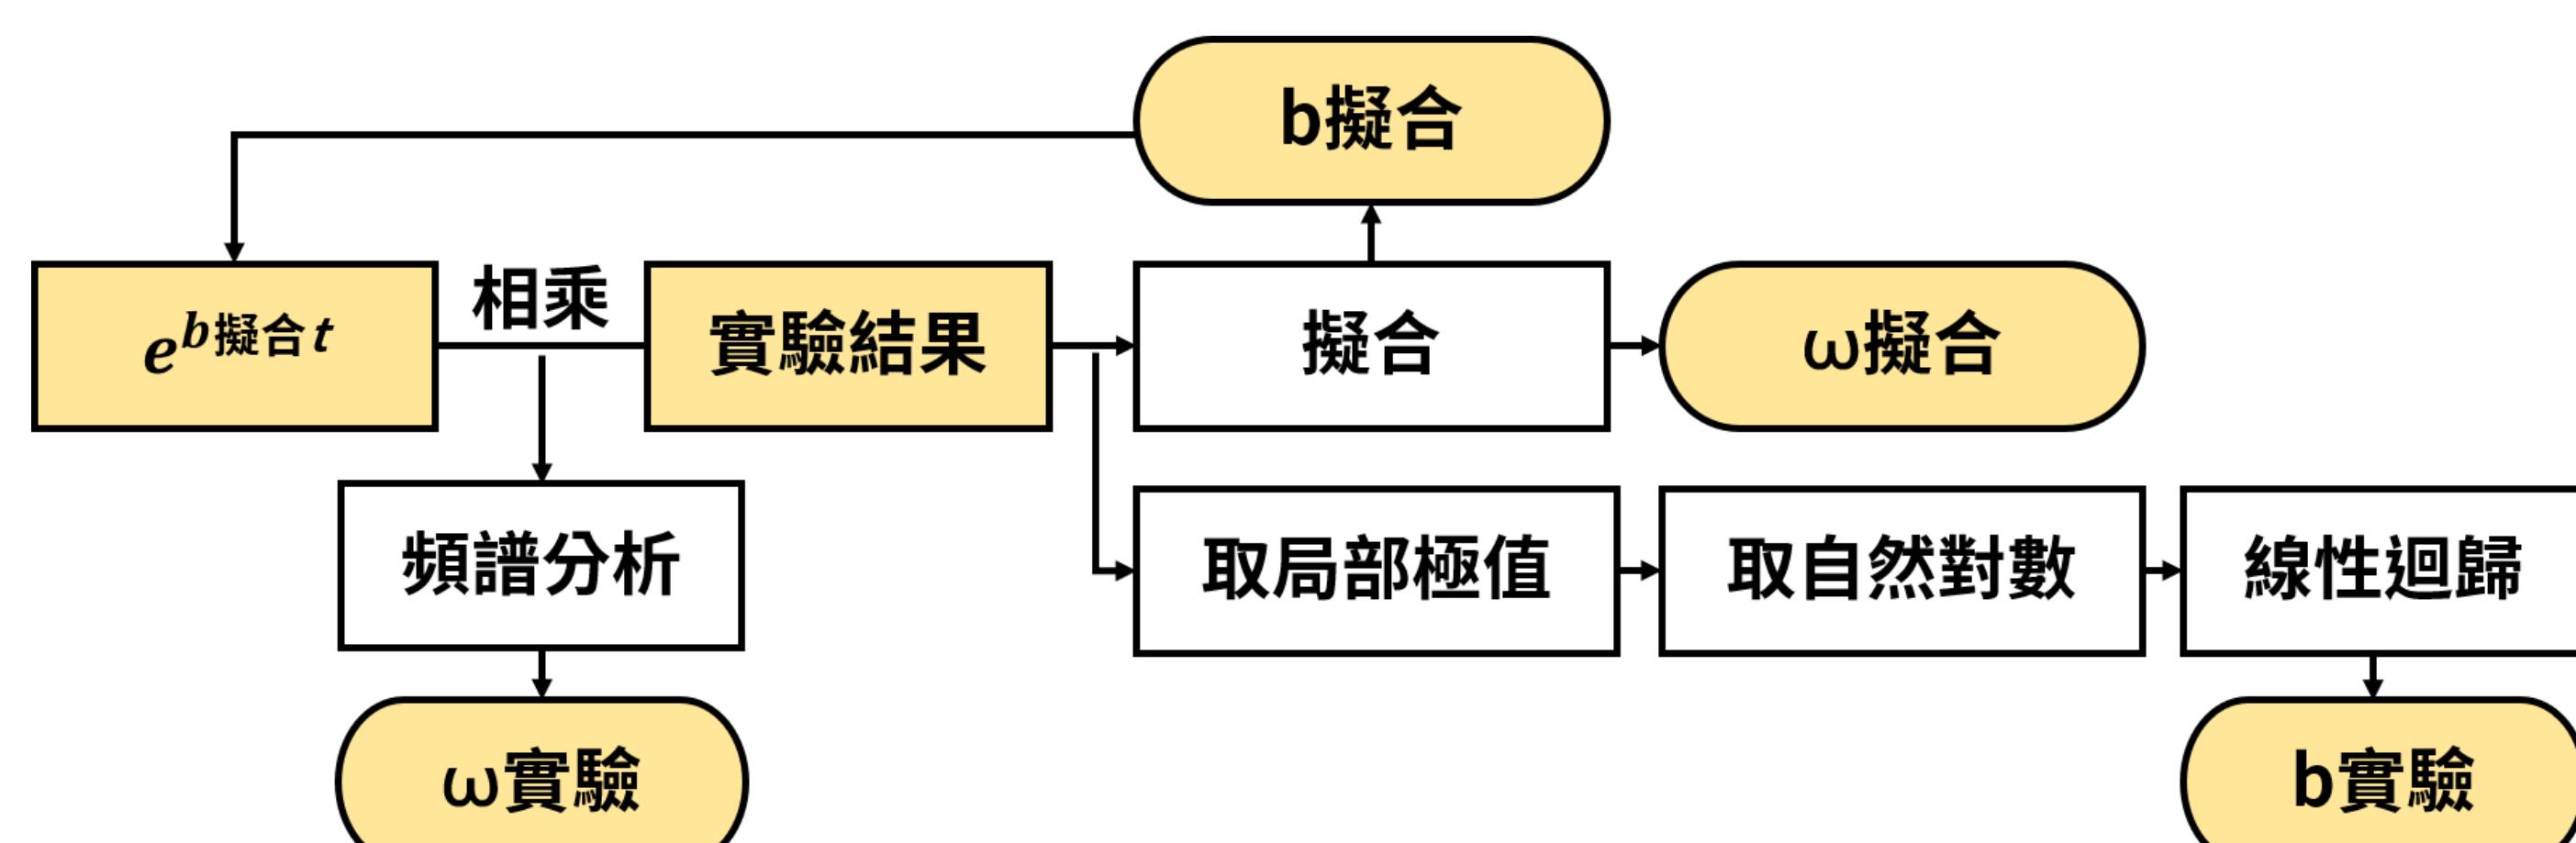 b擬合
e^{b擬合t}
相乘
實驗結果
擬合
ω擬合
頻譜分析
取局部極值
取自然對數
線性迴歸
ω實驗
b實驗